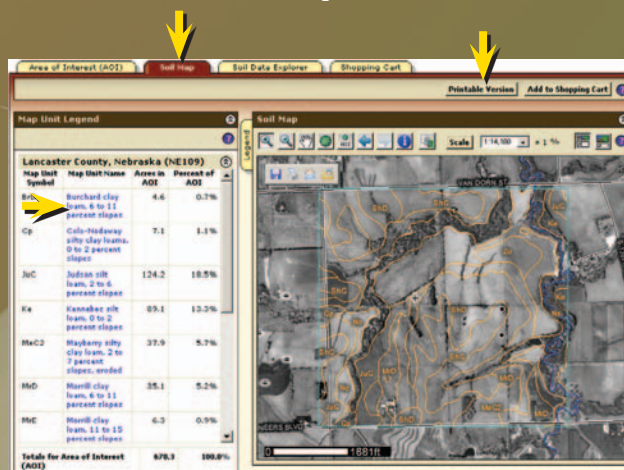 Area of Interest (AOI)
Soil Map
Soil Data Explorer
Shopping Cart
Printable Version
Add to Shopping Cart
Map Unit Legend
Legend
Soil Map
Scale
Lancaster County, Nebraska (NE109)
Map Unit Symbol Map Unit Name Acres in AOI Percent of AOI
Burchard clay loam, 6 to 11 percent slopes 4.6 0.7%
Cp Colo-Nodaway silty clay loams, 0 to 2 percent slopes 7.1 1.1%
JuC Judson silt loam, 2 to 6 percent slopes 124.2 18.5%
Ke Kennebec silt loam, 0 to 2 percent slopes 89.1 13.3%
MeC2 Mayberry silty clay loam, 2 to 7 percent slopes, eroded 37.9 5.7%
MrD Morrill clay loam, 6 to 11 percent slopes 35.1 5.2%
MrE Morrill clay loam, 11 to 15 percent slopes 6.3 0.9%
Totals for Area of Interest (AOI) 670.3 100.0%
VAN DORN ST
1681ft
0